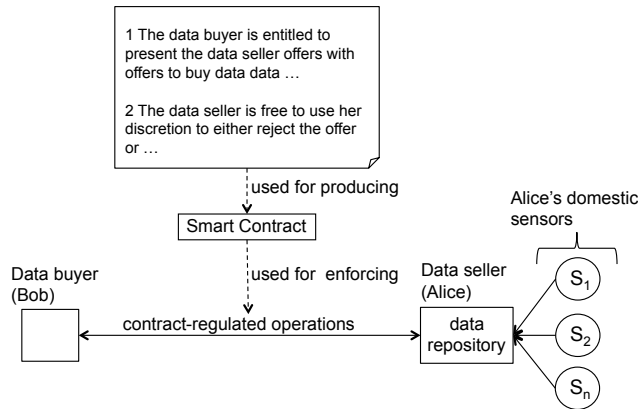 1 The data buyer is entitled to
present the data seller offers with
offers to buy data data …
2 The data seller is free to use her
discretion to either reject the offer
or …
used for producing
Smart Contract
Alice's domestic
sensors
used for enforcing
Data buyer
(Bob)
Data seller
(Alice)
contract-regulated operations
data
repository
S1
S2
Sn